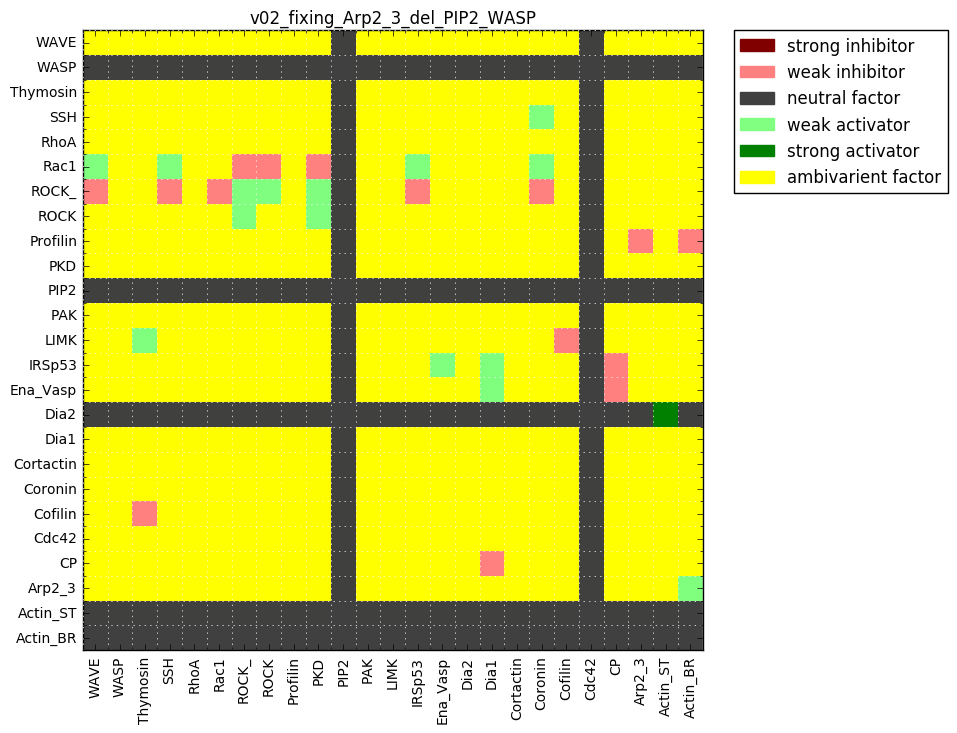 v02_fixing_Arp2_3_del_PIP2_WASP
strong inhibitor
weak inhibitor
neutral factor
weak activator
strong activator
ambivarient factor
WAVE
WASP
Thymosin
SSH
RhoA
Rac1
ROCK_
ROCK
Profilin
PKD
PIP2
PAK
LIMK
IRSp53
Ena_Vasp
Dia2
Dia1
Cortactin
Coronin
Cofilin
Cdc42
CP
Arp2_3
Actin_ST
Actin_BR
WAVE
WASP
Thymosin
SSH
RhoA
Rac1
ROCK_
ROCK
Profilin
PKD
PIP2
PAK
LIMK
IRSp53
Ena_Vasp
Dia2
Dia1
Cortactin
Coronin
Cofilin
Cdc42
CP
Arp2_3
Actin_ST
Actin_BR